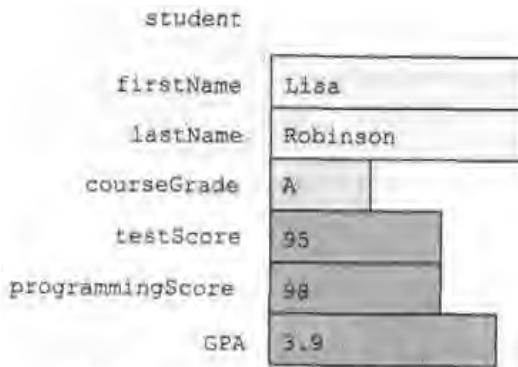 student
firstName Lisa
lastName Robinson
courseGrade A
testScore 95
programmingScore 98
GPA 3.9